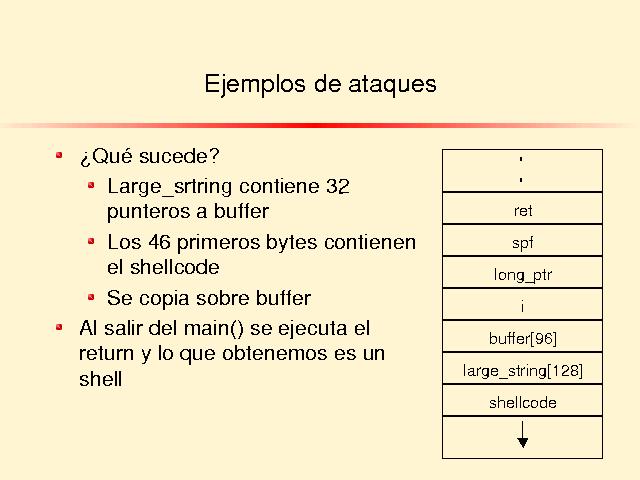 Ejemplos de ataques
¿Qué sucede?
Large_srtring contiene 32
punteros a buffer
Los 46 primeros bytes contienen
el shellcode
Se copia sobre buffer
Al salir del main() se ejecuta el
return y lo que obtenemos es un
shell
ret
spf
long_ptr
i
buffer[96]
large_string[128]
shellcode